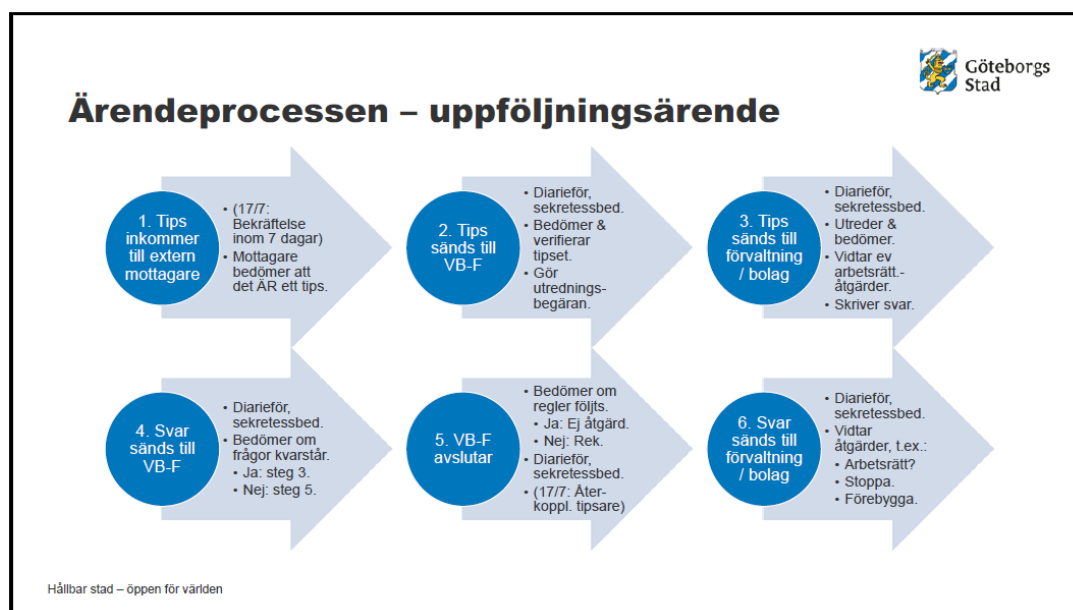 Göteborgs
Stad
Ärendeprocessen – uppföljningsärende
1. Tips
inkommer
till extern
mottagare
• (17/7:
Bekräftelse
inom 7 dagar)
• Mottagare
bedömer att
det ÄR ett tips.
2. Tips
sänds till
VB-F
• Diarieför,
sekretessbed.
• Bedömer &
verifierar
tipset.
• Gör
utrednings-
begäran.
3. Tips
sänds till
förvaltning
/ bolag
• Diarieför,
sekretessbed.
• Utreder &
bedömer.
• Vidtar ev
arbetsrätt.-
åtgärder.
• Skriver svar.
4. Svar
sänds till
VB-F
• Diarieför,
sekretessbed.
• Bedömer om
frågor kvarstår.
• Ja: steg 3.
• Nej: steg 5.
5. VB-F
avslutar
• Bedömer om
regler följts.
• Ja: Ej åtgärd.
• Nej: Rek.
• Diarieför,
sekretessbed.
• (17/7: Åter-
koppl. tipsare)
6. Svar
sänds till
förvaltning
/ bolag
• Diarieför,
sekretessbed.
• Vidtar
åtgärder, t.ex.:
• Arbetsrätt?
• Stoppa.
• Förebygga.
Hållbar stad – öppen för världen